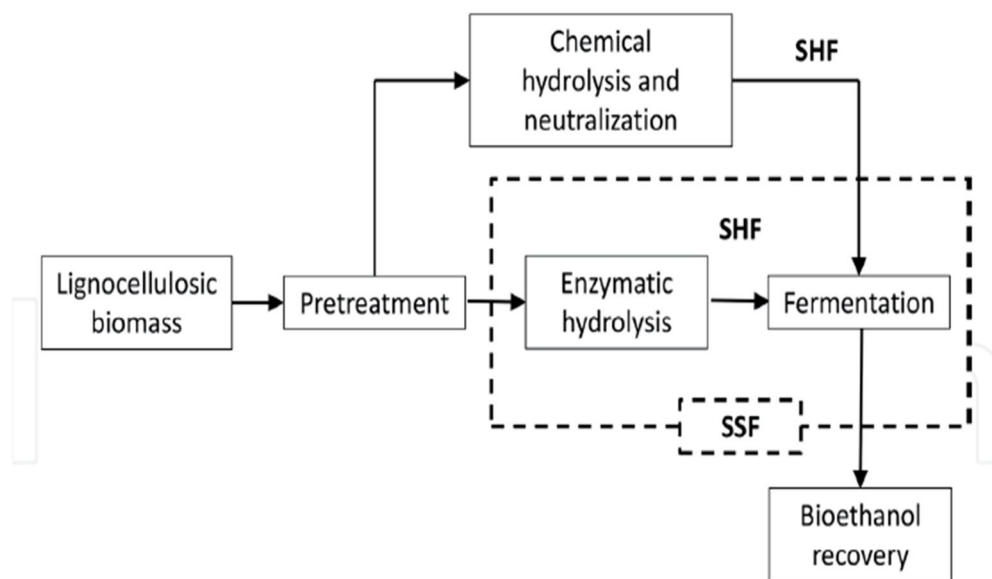 Chemical
hydrolysis and
neutralization
SHF
SHF
Lignocellulosic
biomass
Pretreatment
Enzymatic
hydrolysis
Fermentation
SSF
Bioethanol
recovery